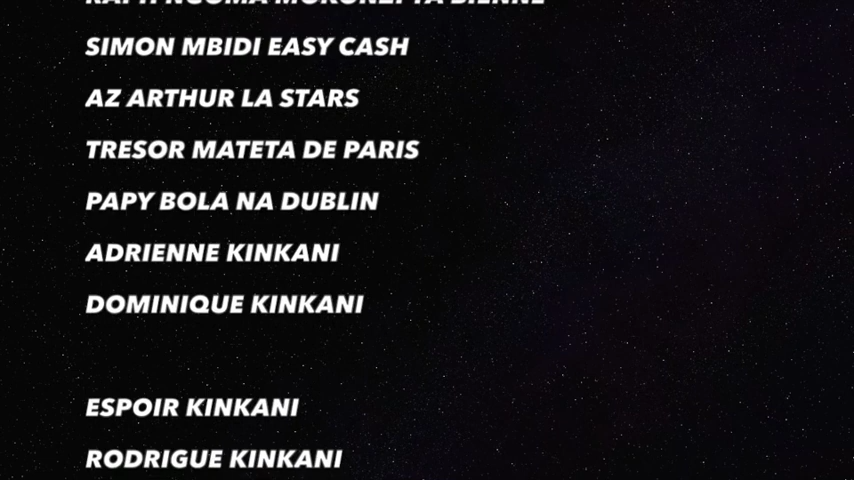 SIMON MBIDI EASY CASH
AZ ARTHUR LA STARS
TRESOR MATETA DE PARIS
PAPY BOLA NA DUBLIN
ADRIENNE KINKANI
DOMINIQUE KINKANI
ESPOIR KINKANI
RODRIGUE KINKANI